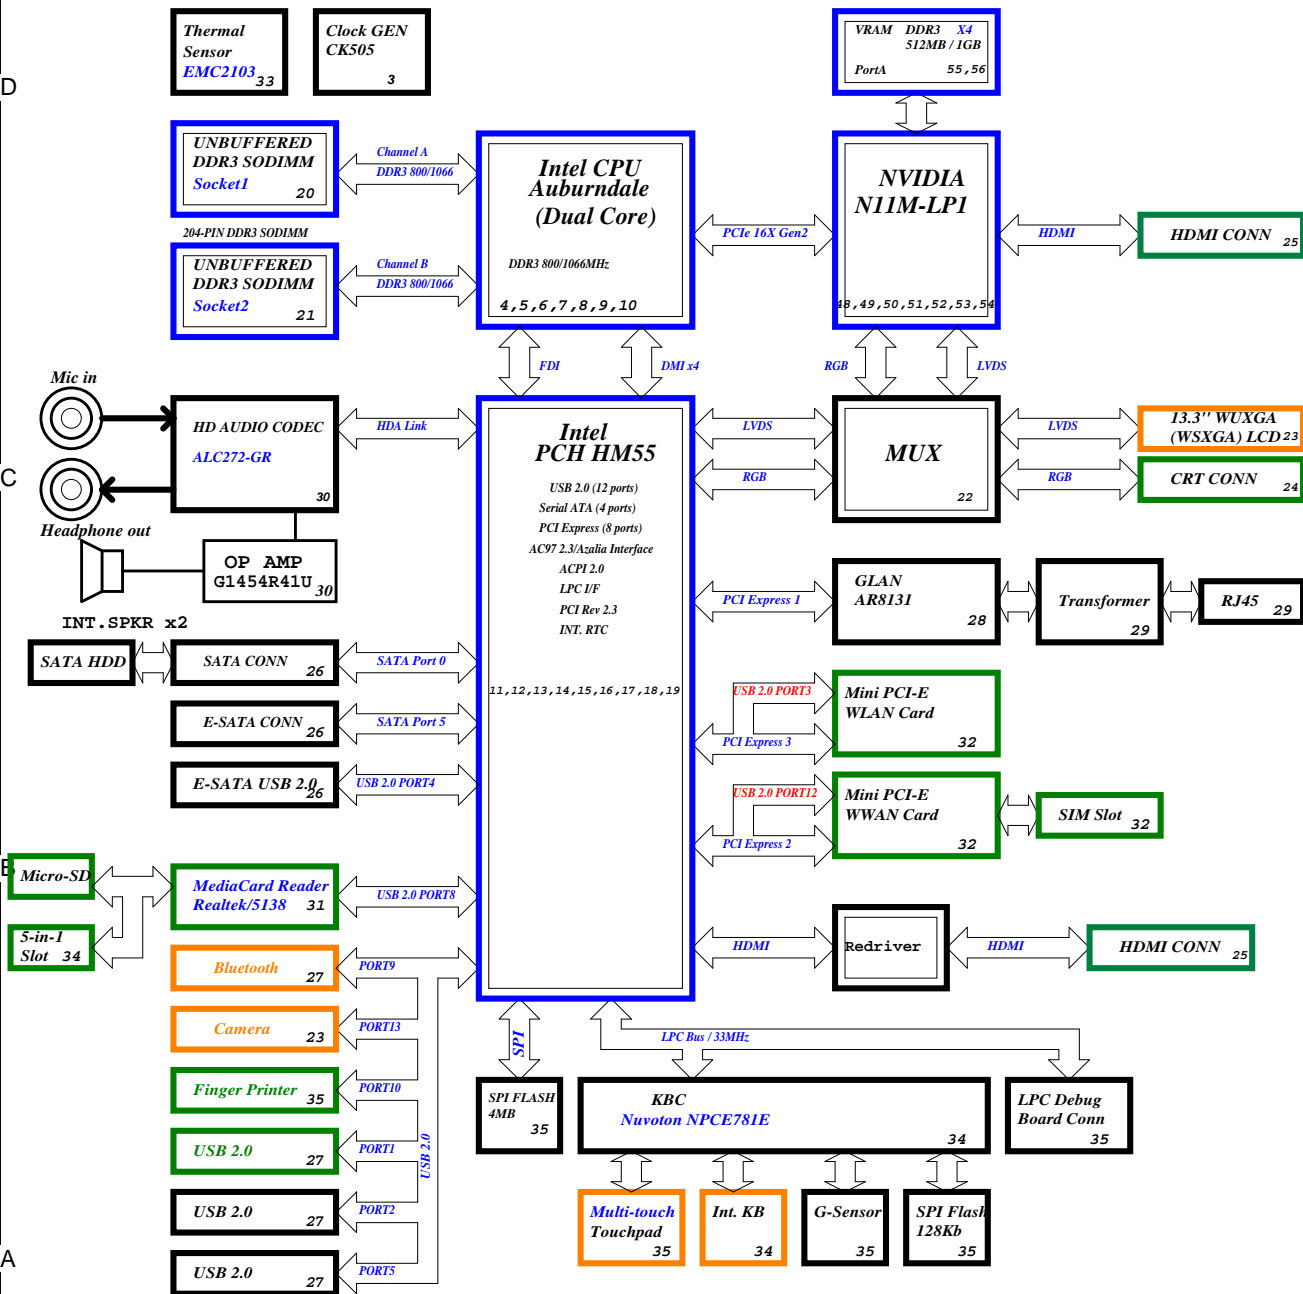 Thermal
Sensor
EMC2103
33
Clock GEN
CK505
3
VRAM DDR3 X4
512MB / 1GB
PortA 55,56
D
UNBUFFERED
DDR3 SODIMM
Socket1
20
Channel A
DDR3 800/1066
204-PIN DDR3 SODIMM
UNBUFFERED
DDR3 SODIMM
Socket2
21
Channel B
DDR3 800/1066
Intel CPU
Auburndale
(Dual Core)
DDR3 800/1066MHz
4,5,6,7,8,9,10
PCIe 16X Gen2
NVIDIA
N11M-LP1
48,49,50,51,52,53,54
HDMI
HDMI CONN
25
FDI
DMI x4
RGB
LVDS
Mic in
Headphone out
HD AUDIO CODEC
ALC272-GR
30
HDA Link
OP AMP
G1454R41U
30
INT.SPKR x2
C
Intel
PCH HM55
USB 2.0 (12 ports)
Serial ATA (4 ports)
PCI Express (8 ports)
AC97 2.3/Azalia Interface
ACPI 2.0
LPC I/F
PCI Rev 2.3
INT. RTC
11,12,13,14,15,16,17,18,19
LVDS
RGB
MUX
22
LVDS
13.3'' WUXGA
(WSXGA) LCD
23
RGB
CRT CONN
24
PCI Express 1
GLAN
AR8131
28
Transformer
29
RJ45
29
SATA HDD
SATA CONN
26
SATA Port 0
E-SATA CONN
26
SATA Port 5
E-SATA USB 2.0
26
USB 2.0 PORT4
USB 2.0 PORT3
PCI Express 3
Mini PCI-E
WLAN Card
32
USB 2.0 PORT12
PCI Express 2
Mini PCI-E
WWAN Card
32
SIM Slot
32
B
Micro-SD
5-in-1
Slot 34
MediaCard Reader
Realtek/5138
31
USB 2.0 PORT8
HDMI
Redriver
HDMI
HDMI CONN
25
Bluetooth
27
PORT9
Camera
23
PORT13
Finger Printer
35
PORT10
USB 2.0
27
PORT1
USB 2.0
27
PORT2
USB 2.0
27
PORT5
USB 2.0
SPI
LPC Bus / 33MHz
SPI FLASH
4MB
35
KBC
Nuvoton NPCE781E
34
LPC Debug
Board Conn
35
Multi-touch
Touchpad
35
Int. KB
34
G-Sensor
35
SPI Flash
128Kb
35
A